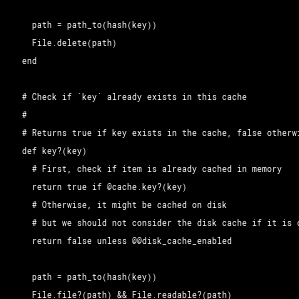 path = path_to(hash(key))
File.delete(path)
end
# Check if `key` already exists in this cache
#
# Returns true if key exists in the cache, false otherwi
def key?(key)
# First, check if item is already cached in memory
return true if @cache.key?(key)
# Otherwise, it might be cached on disk
# but we should not consider the disk cache if it is
return false unless @@disk_cache_enabled
path = path_to(hash(key))
File.file?(path) && File.readable?(path)